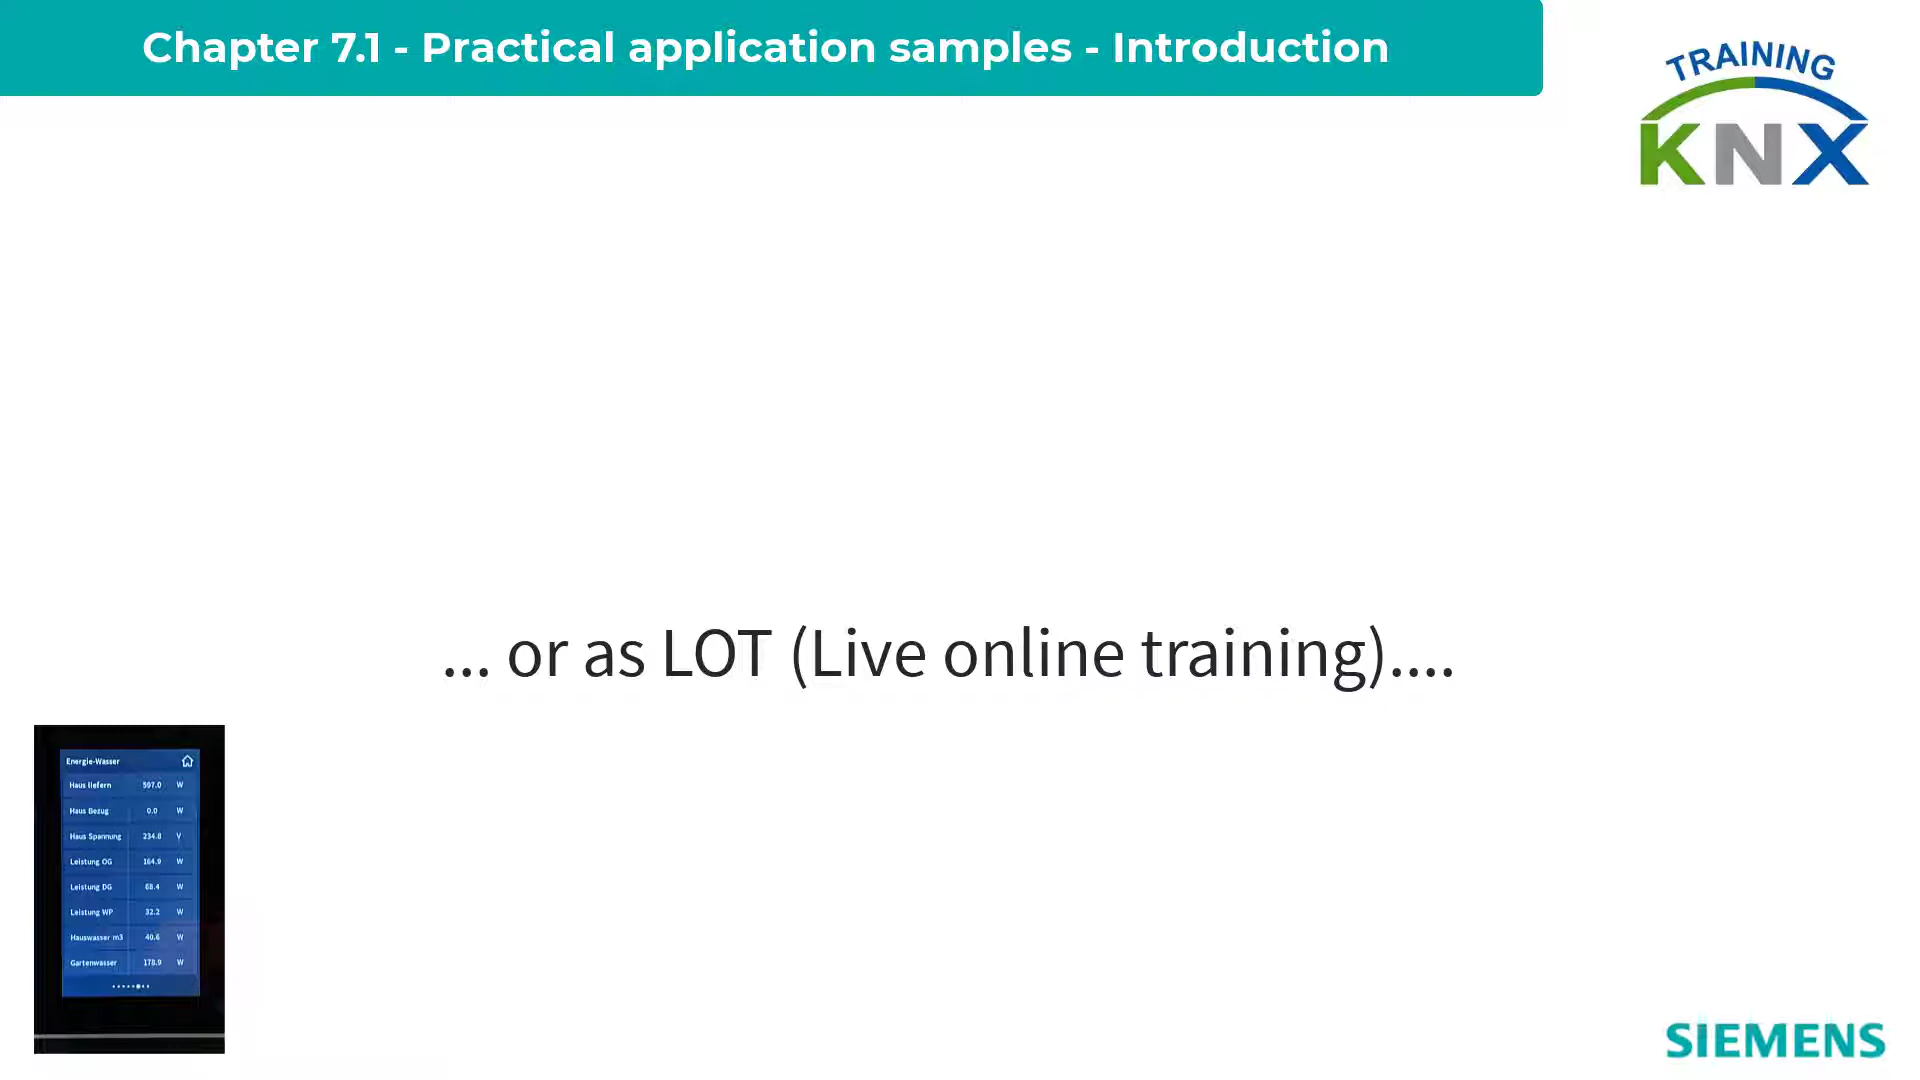 Chapter 7.1 - Practical application samples - Introduction
TRAINING
KNX
... or as LOT (Live online training)....
Energie-Wasser
Haus liefern 597.0 W
Haus Bezug 0.0 W
Haus Spannung 234.8 V
Leistung OG 164.9 W
Leistung DG 68.4 W
Leistung WP 32.2 W
Hauswasser m3 40.6 W
Gartenwasser 178.9 W
SIEMENS